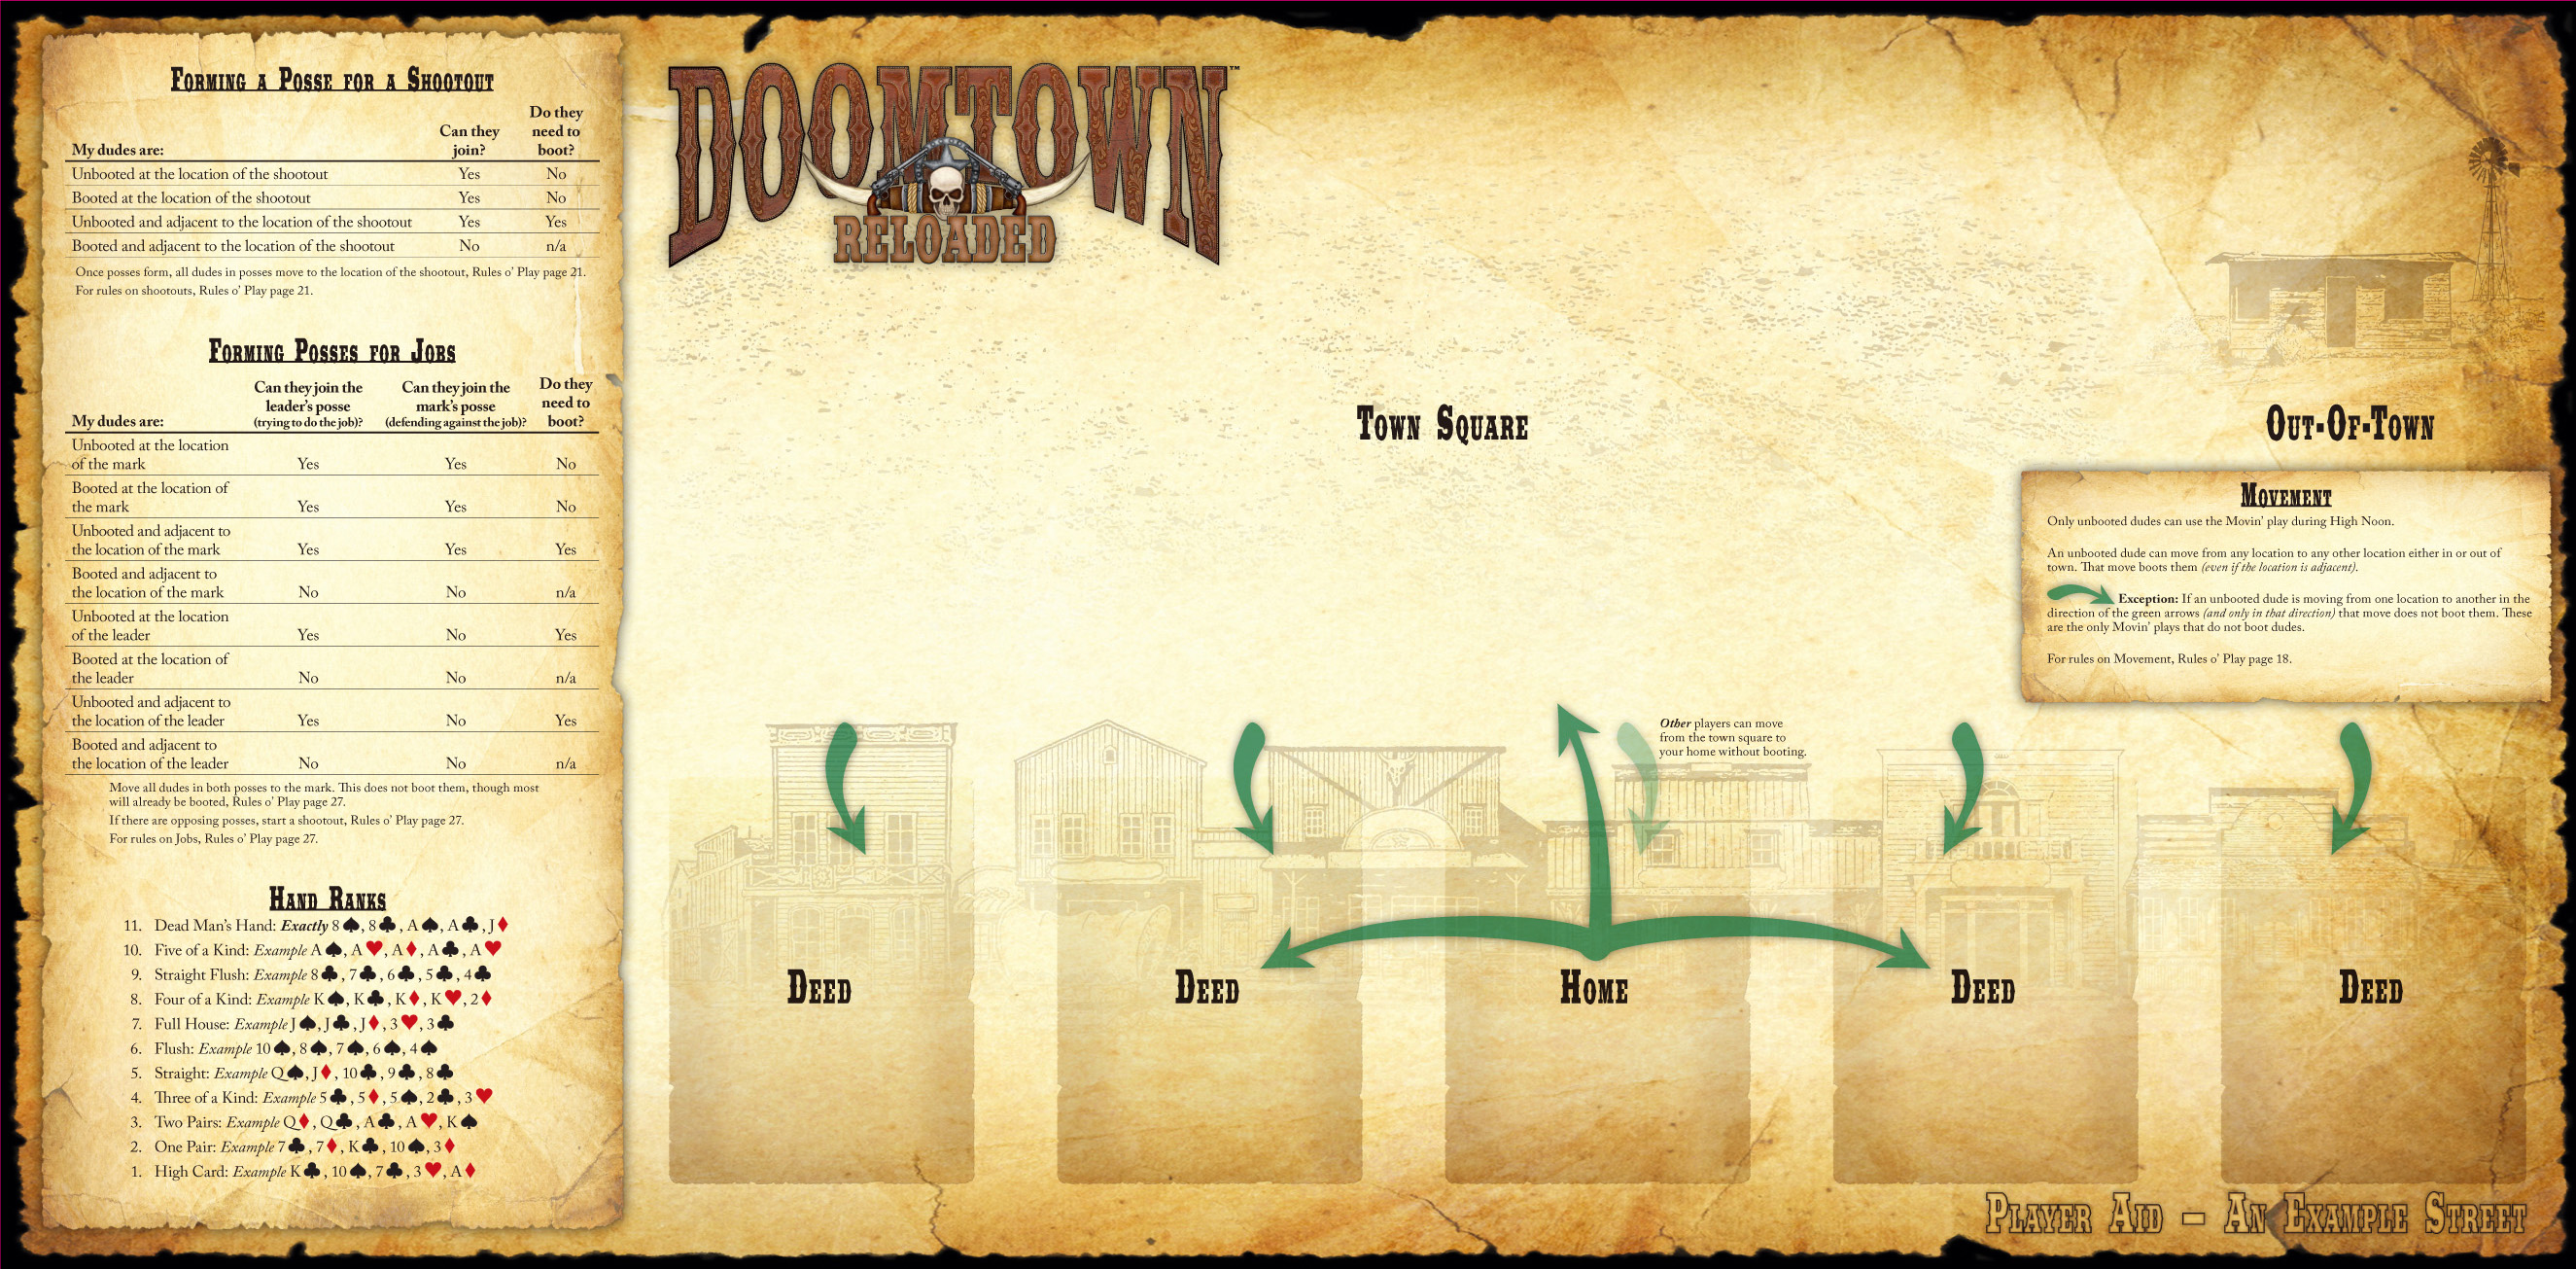 Forming a Posse for a Shootout
My dudes are: Can they join? Do they need to boot?
Unbooted at the location of the shootout Yes No
Booted at the location of the shootout Yes No
Unbooted and adjacent to the location of the shootout Yes Yes
Booted and adjacent to the location of the shootout No n/a
Once posses form, all dudes in posses move to the location of the shootout, Rules o' Play page 21.
For rules on shootouts, Rules o' Play page 21.
Forming Posses for Jobs
My dudes are: Can they join the leader's posse (trying to do the job)? Can they join the mark's posse (defending against the job)? Do they need to boot?
Unbooted at the location
of the mark Yes Yes No
Booted at the location of
the mark Yes Yes No
Unbooted and adjacent to
the location of the mark Yes Yes Yes
Booted and adjacent to
the location of the mark No No n/a
Unbooted at the location
of the leader Yes No Yes
Booted at the location of
the leader No No n/a
Unbooted and adjacent to
the location of the leader Yes No Yes
Booted and adjacent to
the location of the leader No No n/a
Move all dudes in both posses to the mark. This does not boot them, though most
will already be booted, Rules o' Play page 27.
If there are opposing posses, start a shootout, Rules o' Play page 27.
For rules on Jobs, Rules o' Play page 27.
Hand Ranks
11. Dead Man's Hand: Exactly 8♠, 8♣, A♠, A♣, J♦
10. Five of a Kind: Example A♠, A♥, A♦, A♣, A♥
9. Straight Flush: Example 8♣, 7♣, 6♣, 5♣, 4♣
8. Four of a Kind: Example K♠, K♣, K♦, K♥, 2♦
7. Full House: Example J♠, J♣, J♦, 3♥, 3♣
6. Flush: Example 10♠, 8♠, 7♠, 6♠, 4♠
5. Straight: Example Q♠, J♦, 10♣, 9♣, 8♣
4. Three of a Kind: Example 5♣, 5♦, 5♠, 2♣, 3♥
3. Two Pairs: Example Q♦, Q♣, A♣, A♥, K♠
2. One Pair: Example 7♣, 7♦, K♣, 10♠, 3♦
1. High Card: Example K♣, 10♠, 7♣, 3♥, A♦
DOOMTOWN™
RELOADED
Town Square
Out-Of-Town
Movement
Only unbooted dudes can use the Movin' play during High Noon.
An unbooted dude can move from any location to any other location either in or out of
town. That move boots them (even if the location is adjacent).
Exception: If an unbooted dude is moving from one location to another in the
direction of the green arrows (and only in that direction) that move does not boot them. These
are the only Movin' plays that do not boot dudes.
For rules on Movement, Rules o' Play page 18.
Other players can move
from the town square to
your home without booting.
Deed
Deed
Home
Deed
Deed
Player Aid – An Example Street